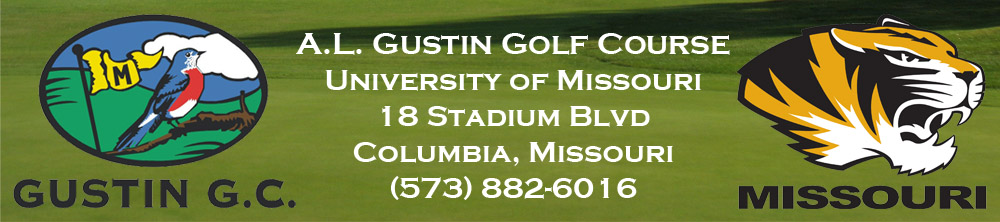 M
GUSTIN G.C.
A.L. GUSTIN GOLF COURSE
UNIVERSITY OF MISSOURI
18 STADIUM BLVD
COLUMBIA, MISSOURI
(573) 882-6016
MISSOURI